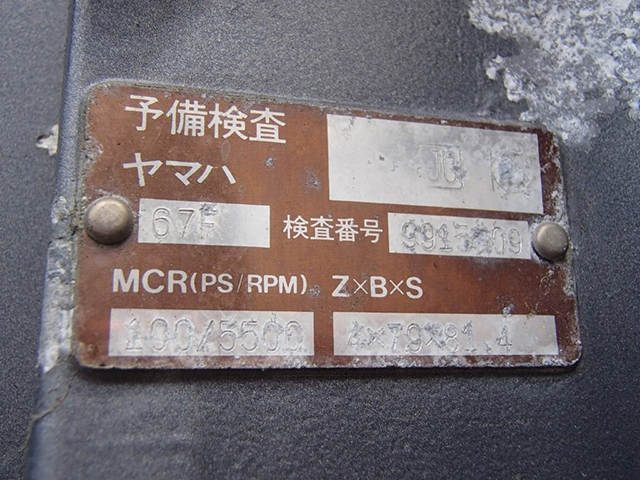 予備検査
ヤマハ
67F 検査番号
MCR(PS/RPM) Z×B×S
100/5500 4×79×81.4